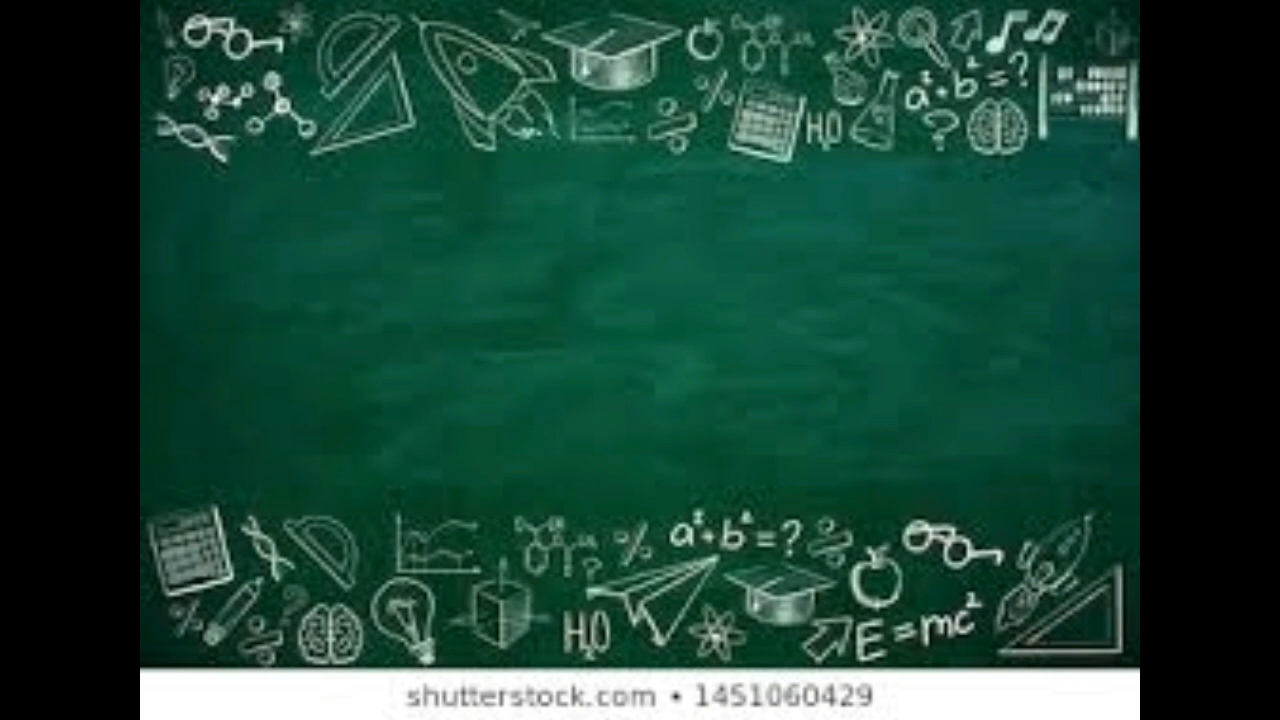 %
a²+b²=?
H₂O
?
a²+b²=?
%
?
%
?
H₂O
E=mc²
shutterstock.com • 1451060429